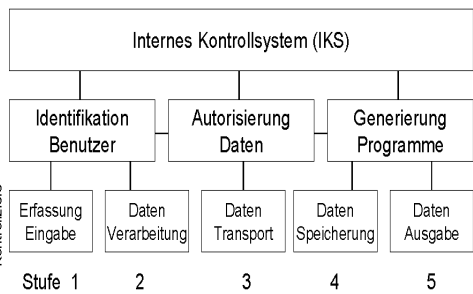 Internes Kontrollsystem (IKS)
Identifikation
Benutzer
Autorisierung
Daten
Generierung
Programme
Erfassung
Eingabe
Daten
Verarbeitung
Daten
Transport
Daten
Speicherung
Daten
Ausgabe
Stufe 1 2 3 4 5